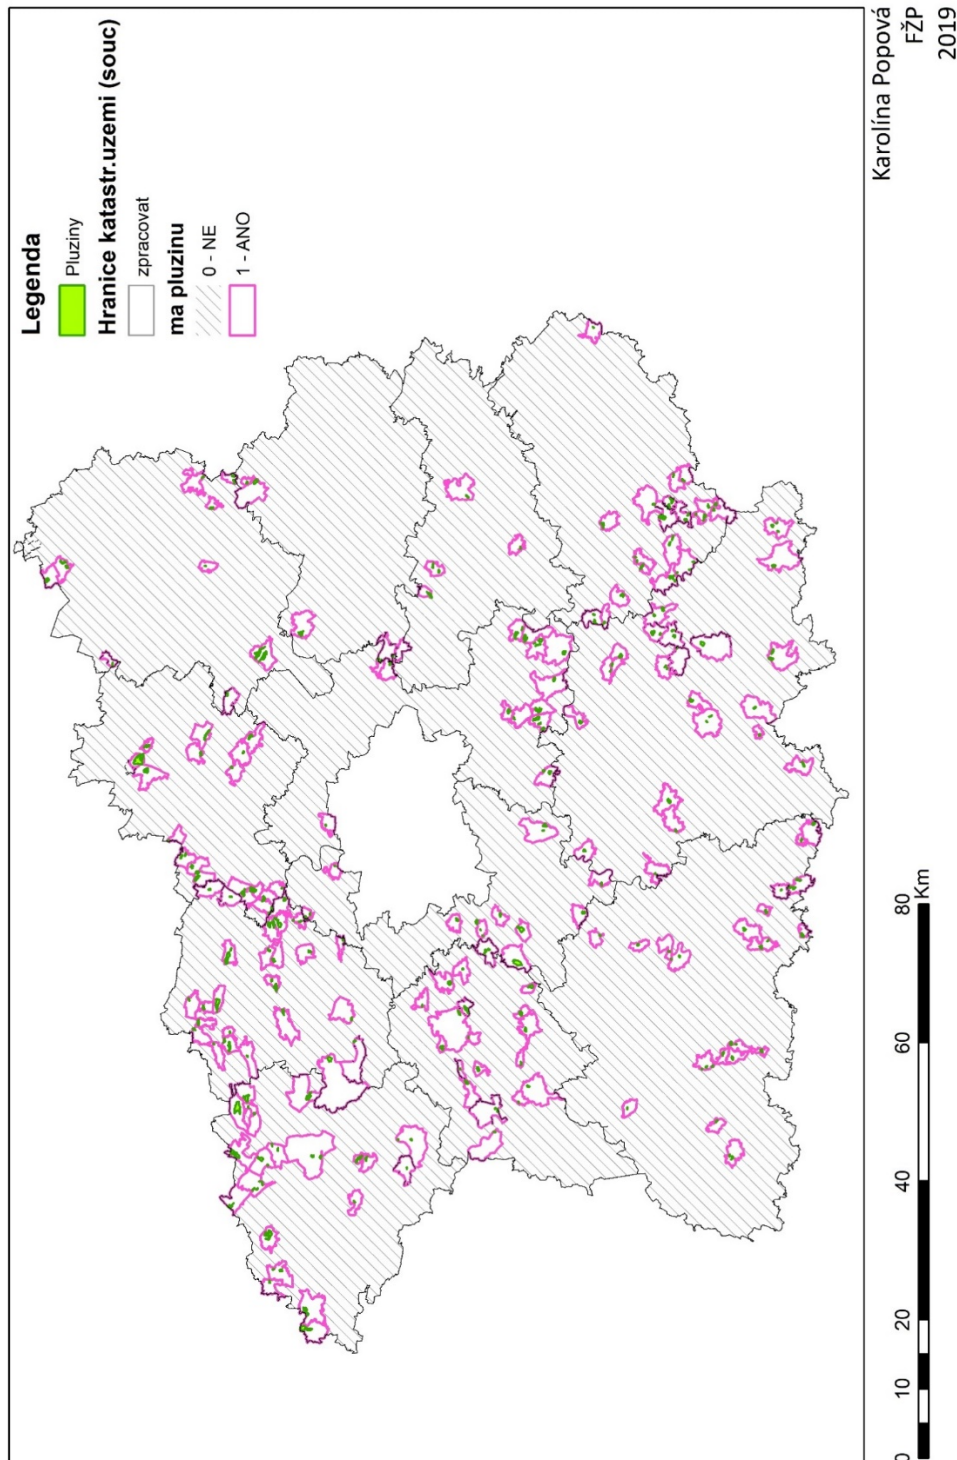 Legenda
Pluziny
Hranice katastr.uzemi (souc)
zpracovat
ma pluzinu
0 - NE
1 - ANO
0 10 20 40 60 80
Km
Karolína Popová
FŽP
2019